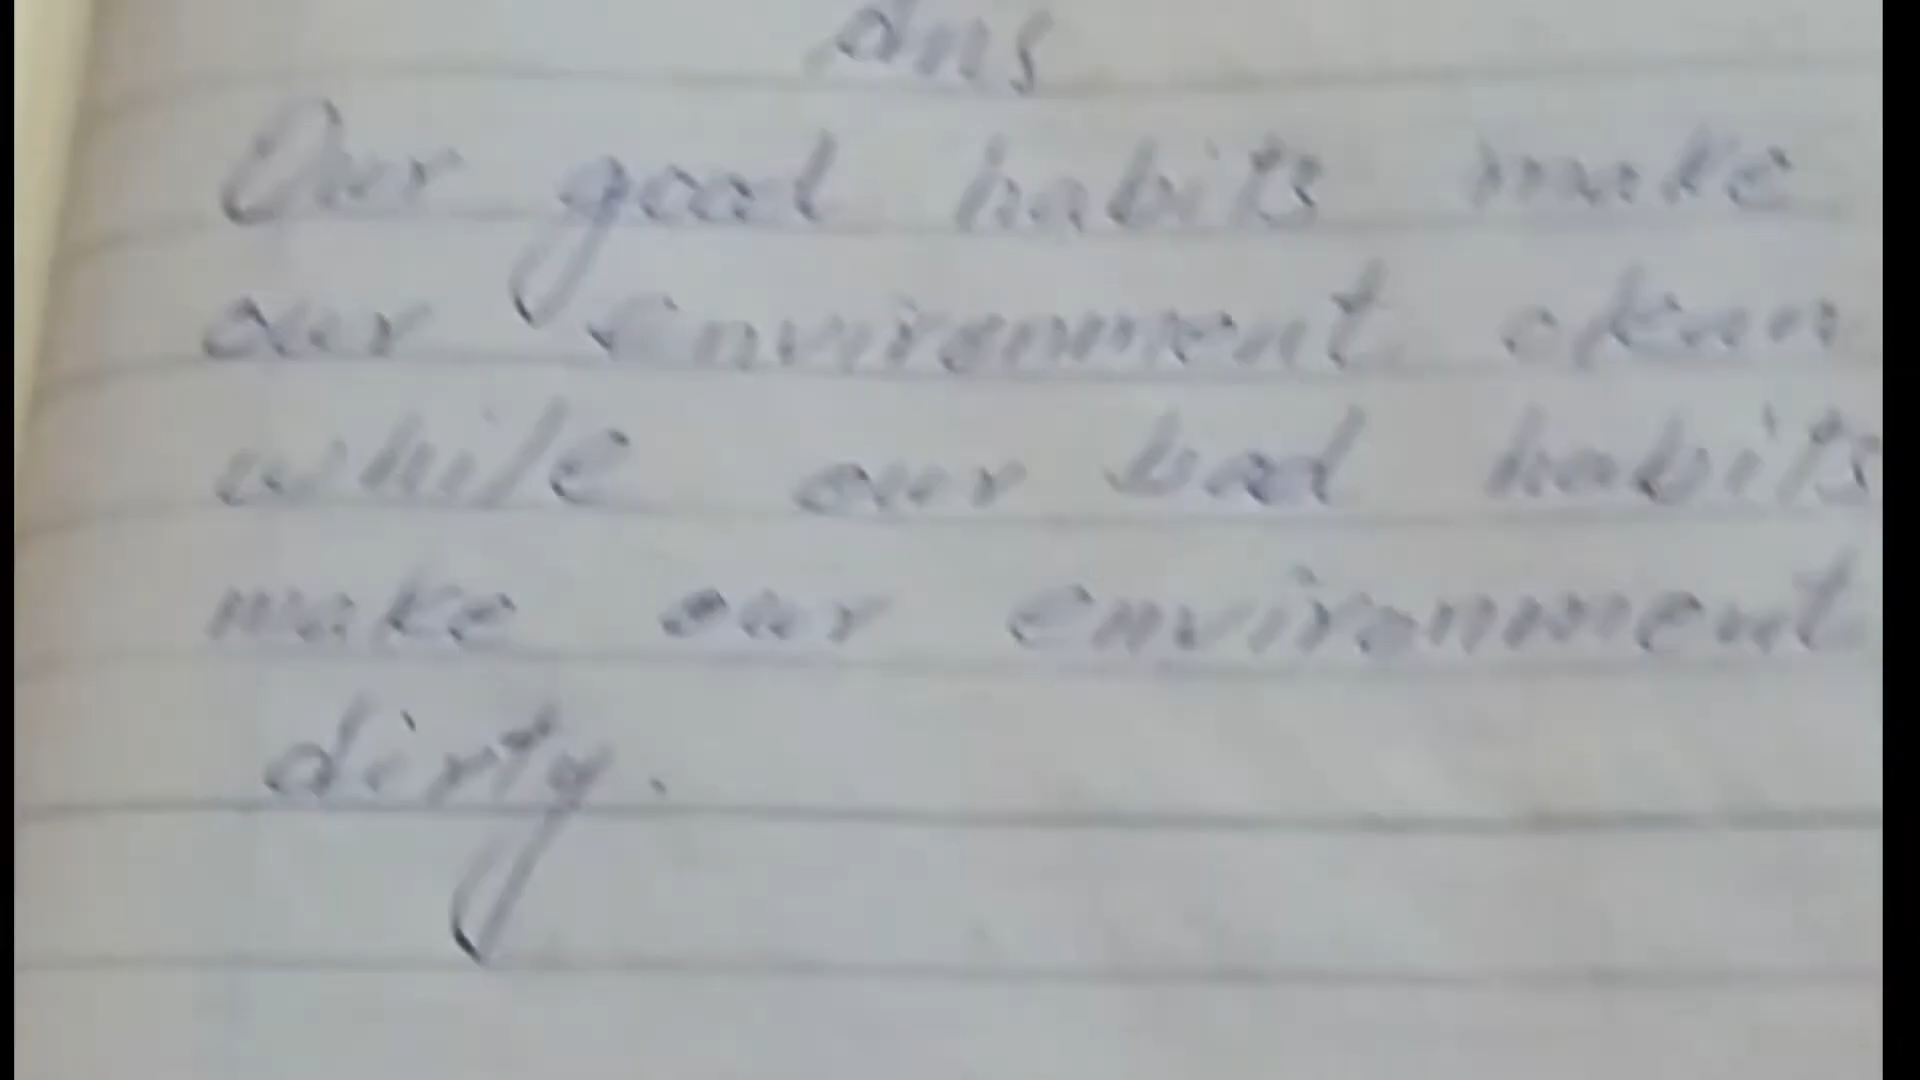 Ans
Our good habits make
our environment clean
while our bad habits
make our environment
dirty.